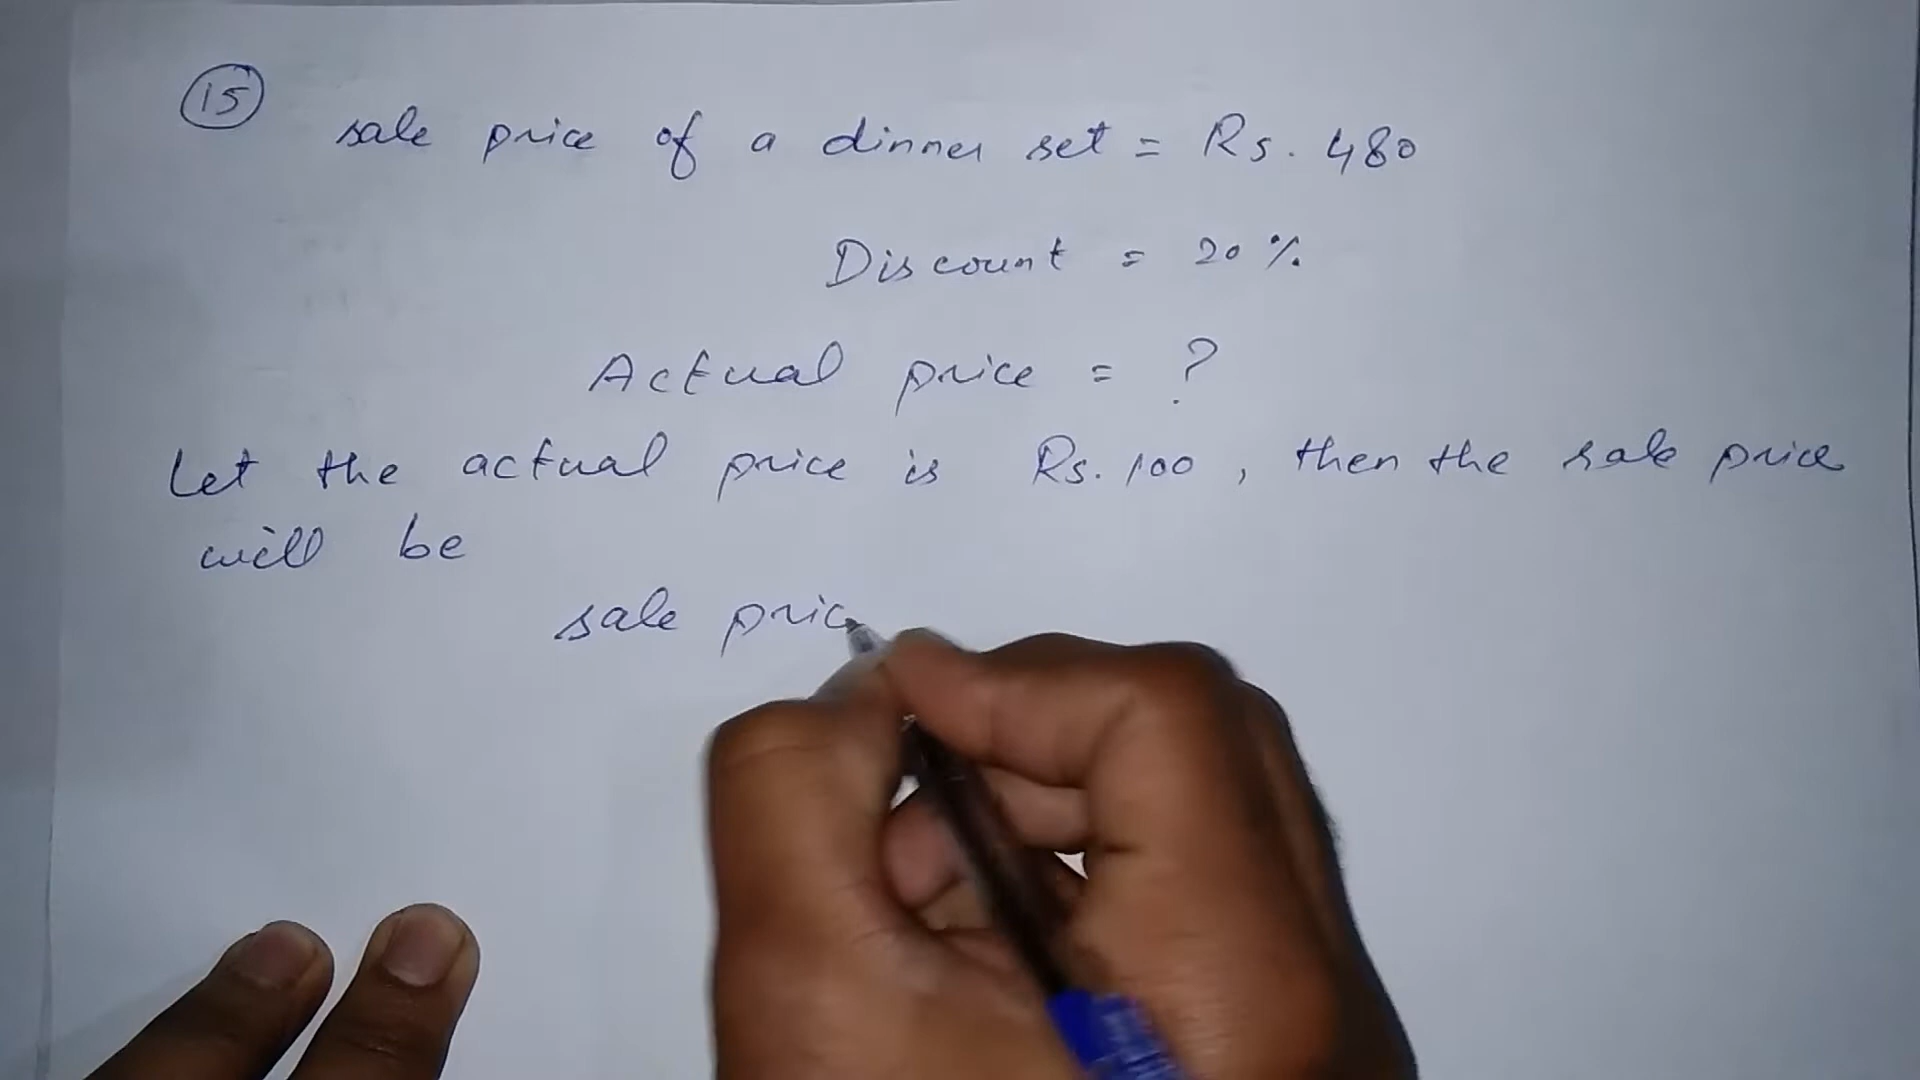 15
sale price of a dinner set = Rs. 480
Discount = 20%
Actual price = ?
Let the actual price is Rs. 100, then the sale price
will be
sale pric